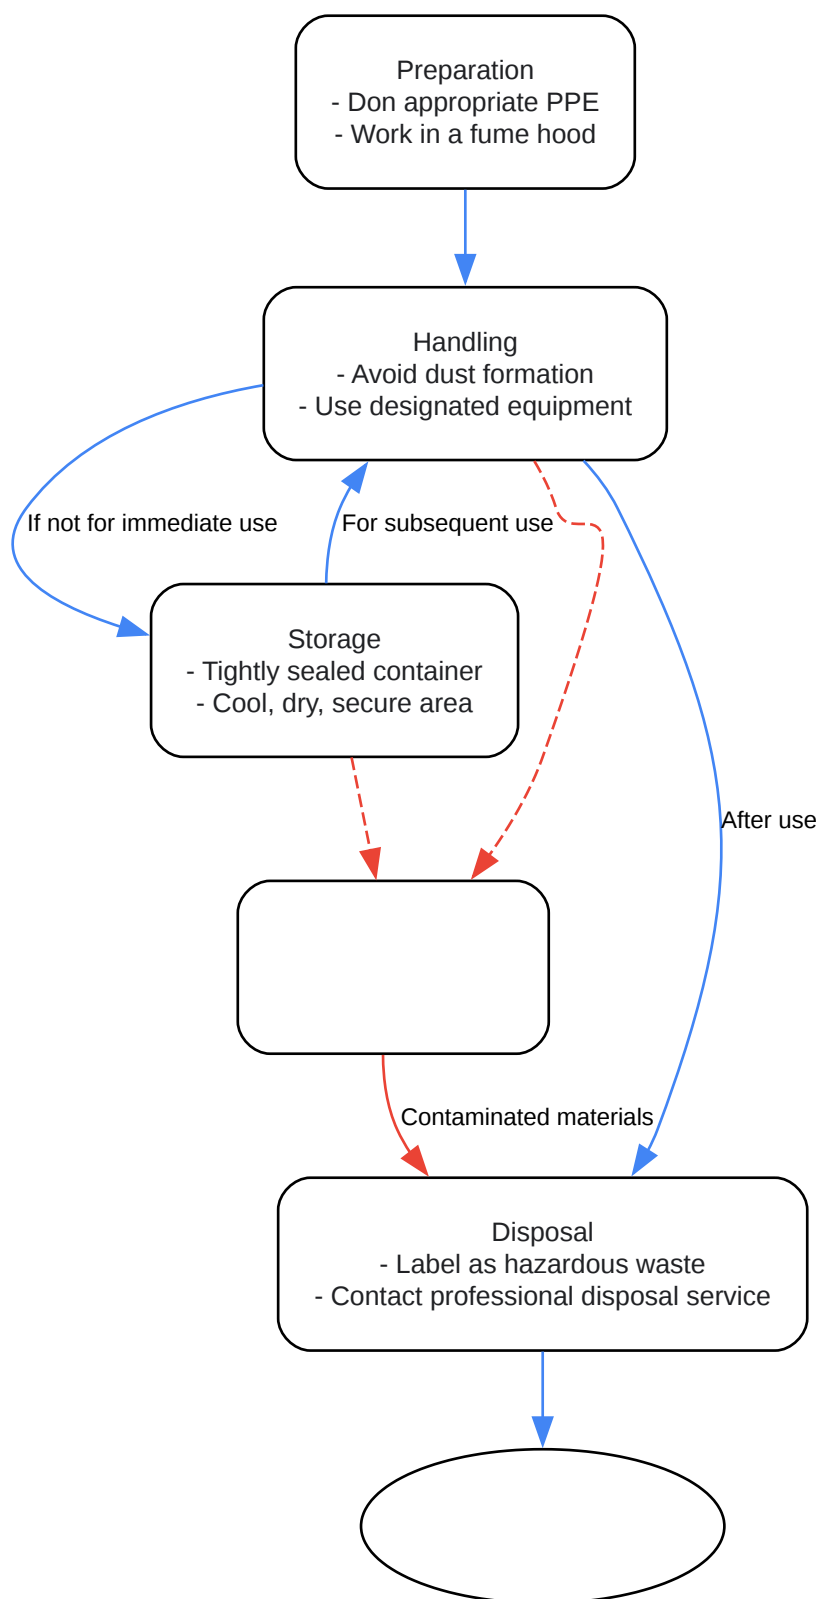 Preparation
- Don appropriate PPE
- Work in a fume hood
Handling
- Avoid dust formation
- Use designated equipment
If not for immediate use
For subsequent use
Storage
- Tightly sealed container
- Cool, dry, secure area
After use
Contaminated materials
Disposal
- Label as hazardous waste
- Contact professional disposal service